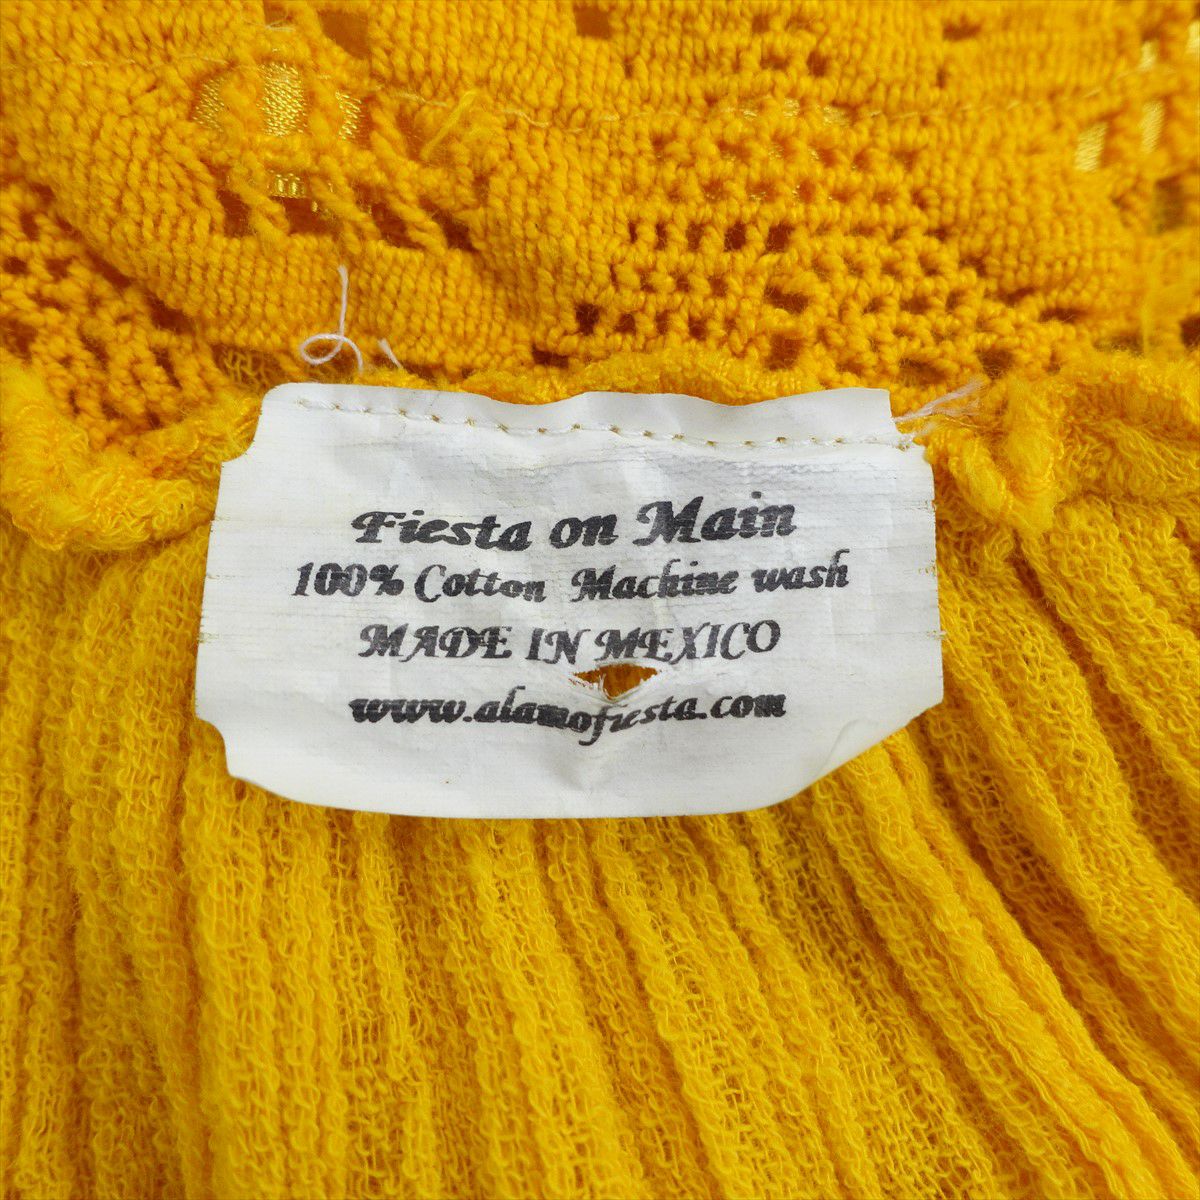 Fiesta on Main
100% Cotton Machine wash
MADE IN MEXICO
www.alamofiesta.com